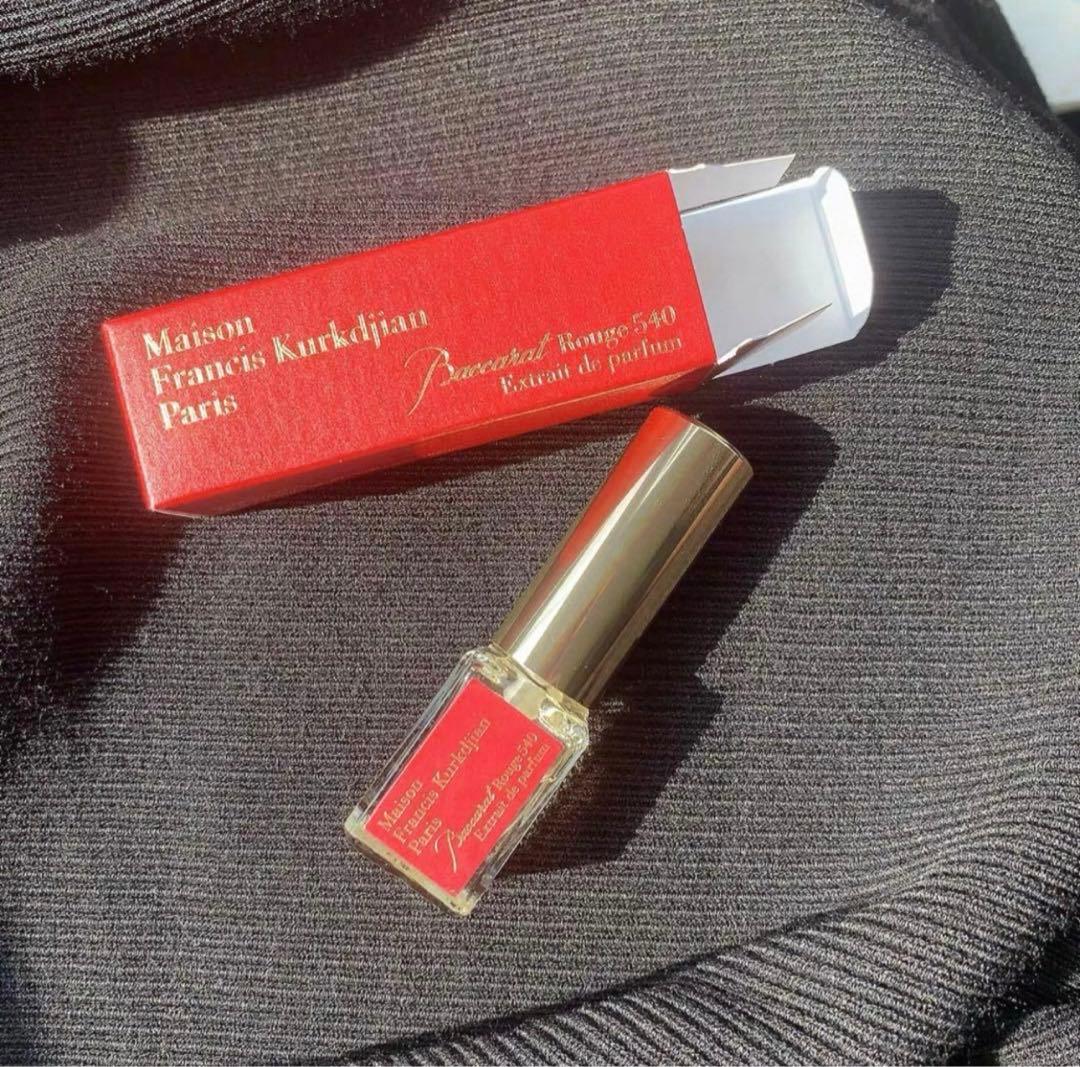 Maison
Francis Kurkdjian
Paris
Baccarat Rouge 540
Extrait de parfum
Maison
Francis Kurkdjian
Paris
Baccarat Rouge 540
Extrait de parfum